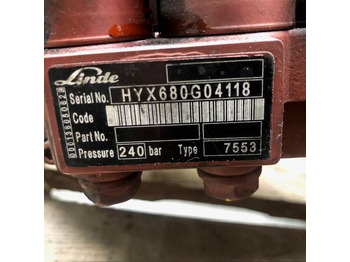 Linde
Serial No. HYX680G04118
Code
Part No.
Pressure 240 bar Type 7553